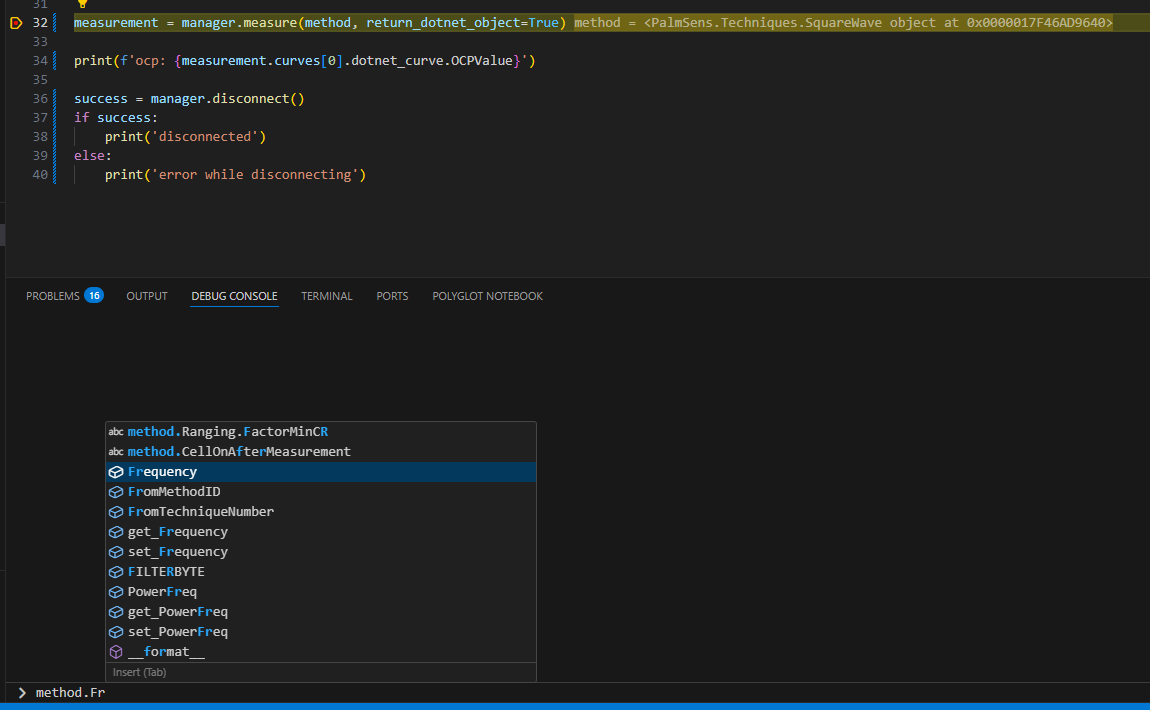 31
32 measurement = manager.measure(method, return_dotnet_object=True) method = <PalmSens.Techniques.SquareWave object at 0x0000017F46AD9640>
33
34 print(f'ocp: {measurement.curves[0].dotnet_curve.OCPValue}')
35
36 success = manager.disconnect()
37 if success:
38 print('disconnected')
39 else:
40 print('error while disconnecting')
PROBLEMS 16 OUTPUT DEBUG CONSOLE TERMINAL PORTS POLYGLOT NOTEBOOK
abc method.Ranging.FactorMinCR
abc method.CellOnAfterMeasurement
Frequency
FromMethodID
FromTechniqueNumber
get_Frequency
set_Frequency
FILTERBYTE
PowerFreq
get_PowerFreq
set_PowerFreq
__format__
Insert (Tab)
method.Fr